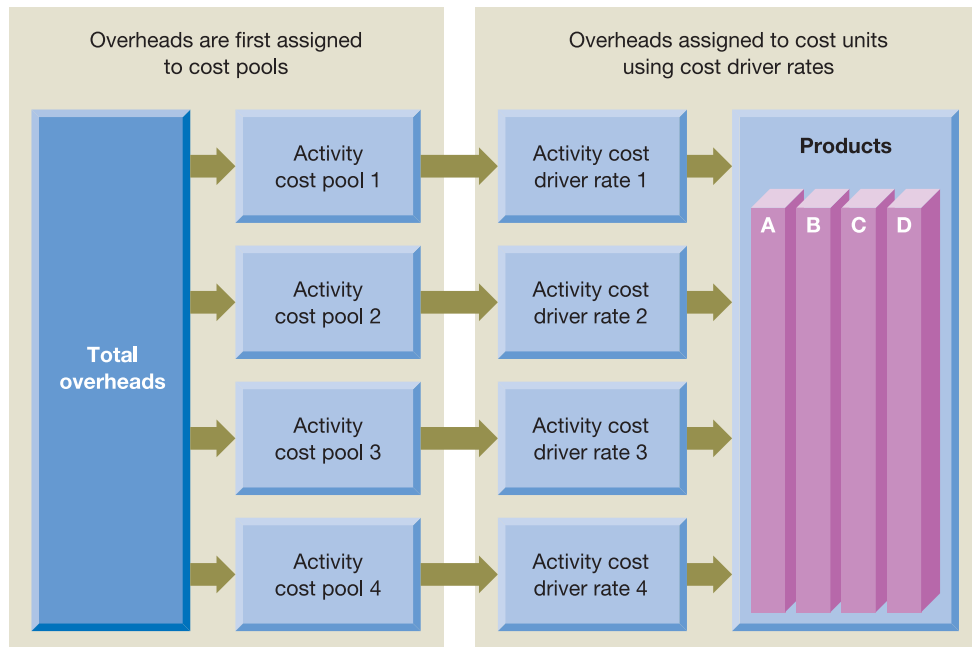 Overheads are first assigned
to cost pools
Overheads assigned to cost units
using cost driver rates
Total
overheads
Activity
cost pool 1
Activity
cost pool 2
Activity
cost pool 3
Activity
cost pool 4
Activity cost
driver rate 1
Activity cost
driver rate 2
Activity cost
driver rate 3
Activity cost
driver rate 4
Products
A B C D